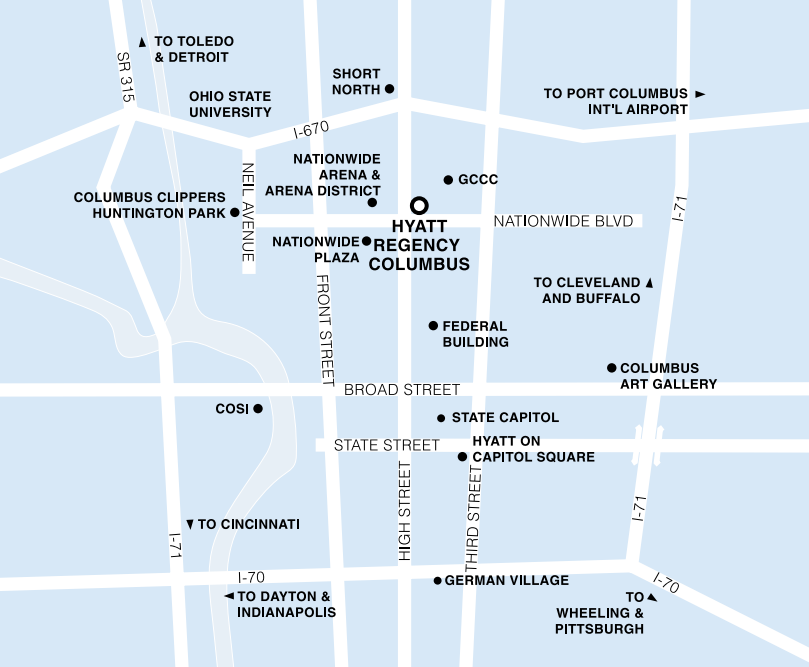 TO TOLEDO
& DETROIT
SR 315
SHORT
NORTH
OHIO STATE
UNIVERSITY
TO PORT COLUMBUS
INT'L AIRPORT
I-670
NATIONWIDE
ARENA &
ARENA DISTRICT
GCCC
NEIL AVENUE
COLUMBUS CLIPPERS
HUNTINGTON PARK
I-71
HYATT
REGENCY
COLUMBUS
NATIONWIDE BLVD
NATIONWIDE
PLAZA
TO CLEVELAND
AND BUFFALO
FRONT STREET
FEDERAL
BUILDING
COLUMBUS
ART GALLERY
BROAD STREET
COSI
STATE CAPITOL
STATE STREET
HYATT ON
CAPITOL SQUARE
HIGH STREET
THIRD STREET
I-71
TO CINCINNATI
I-71
I-70
GERMAN VILLAGE
I-70
TO DAYTON &
INDIANAPOLIS
TO
WHEELING &
PITTSBURGH